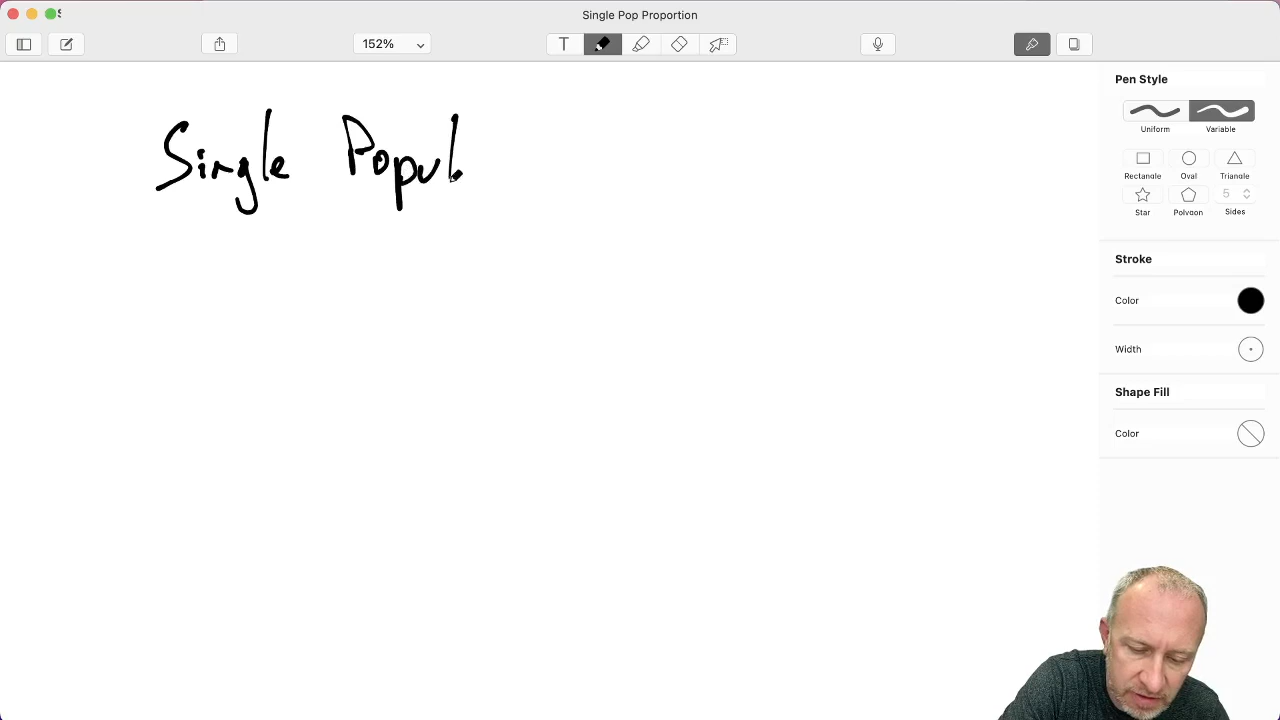 Single Pop Proportion
152%
T
Pen Style
Uniform Variable
Rectangle Oval Triangle
5
Star Polygon Sides
Stroke
Color
Width
Shape Fill
Color
Single Popul